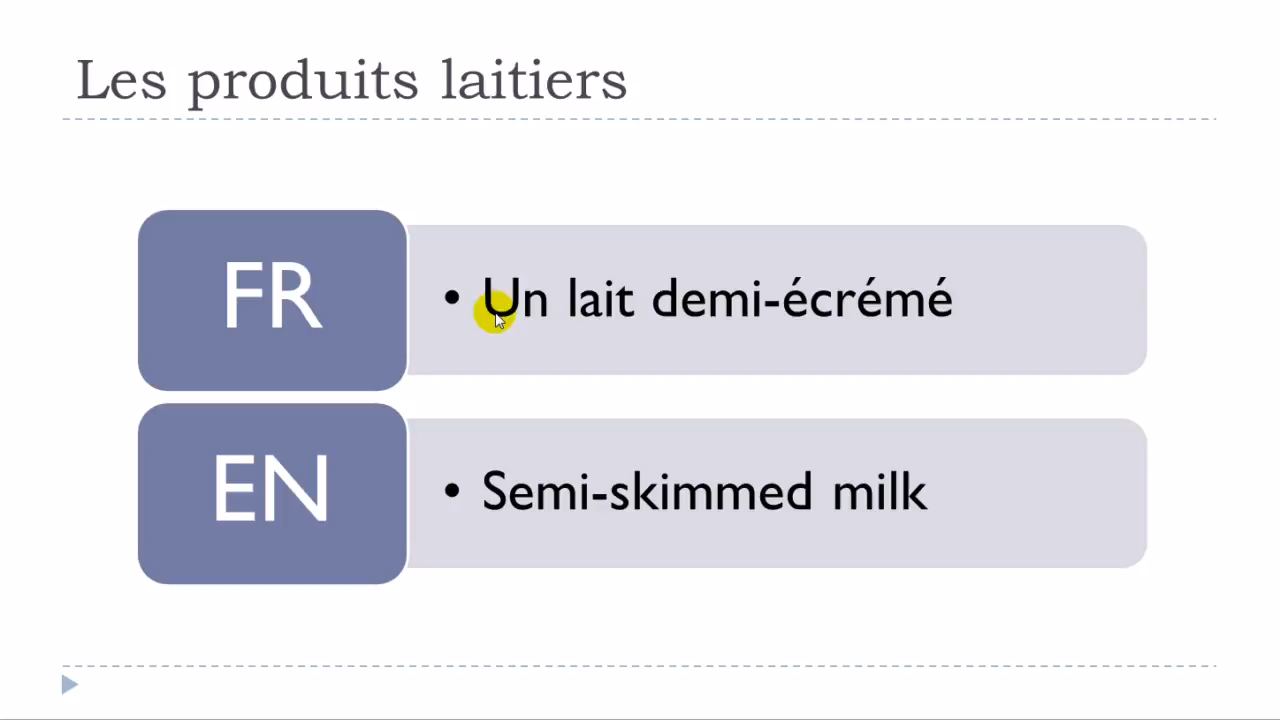 Les produits laitiers
FR
• Un lait demi-écrémé
EN
• Semi-skimmed milk